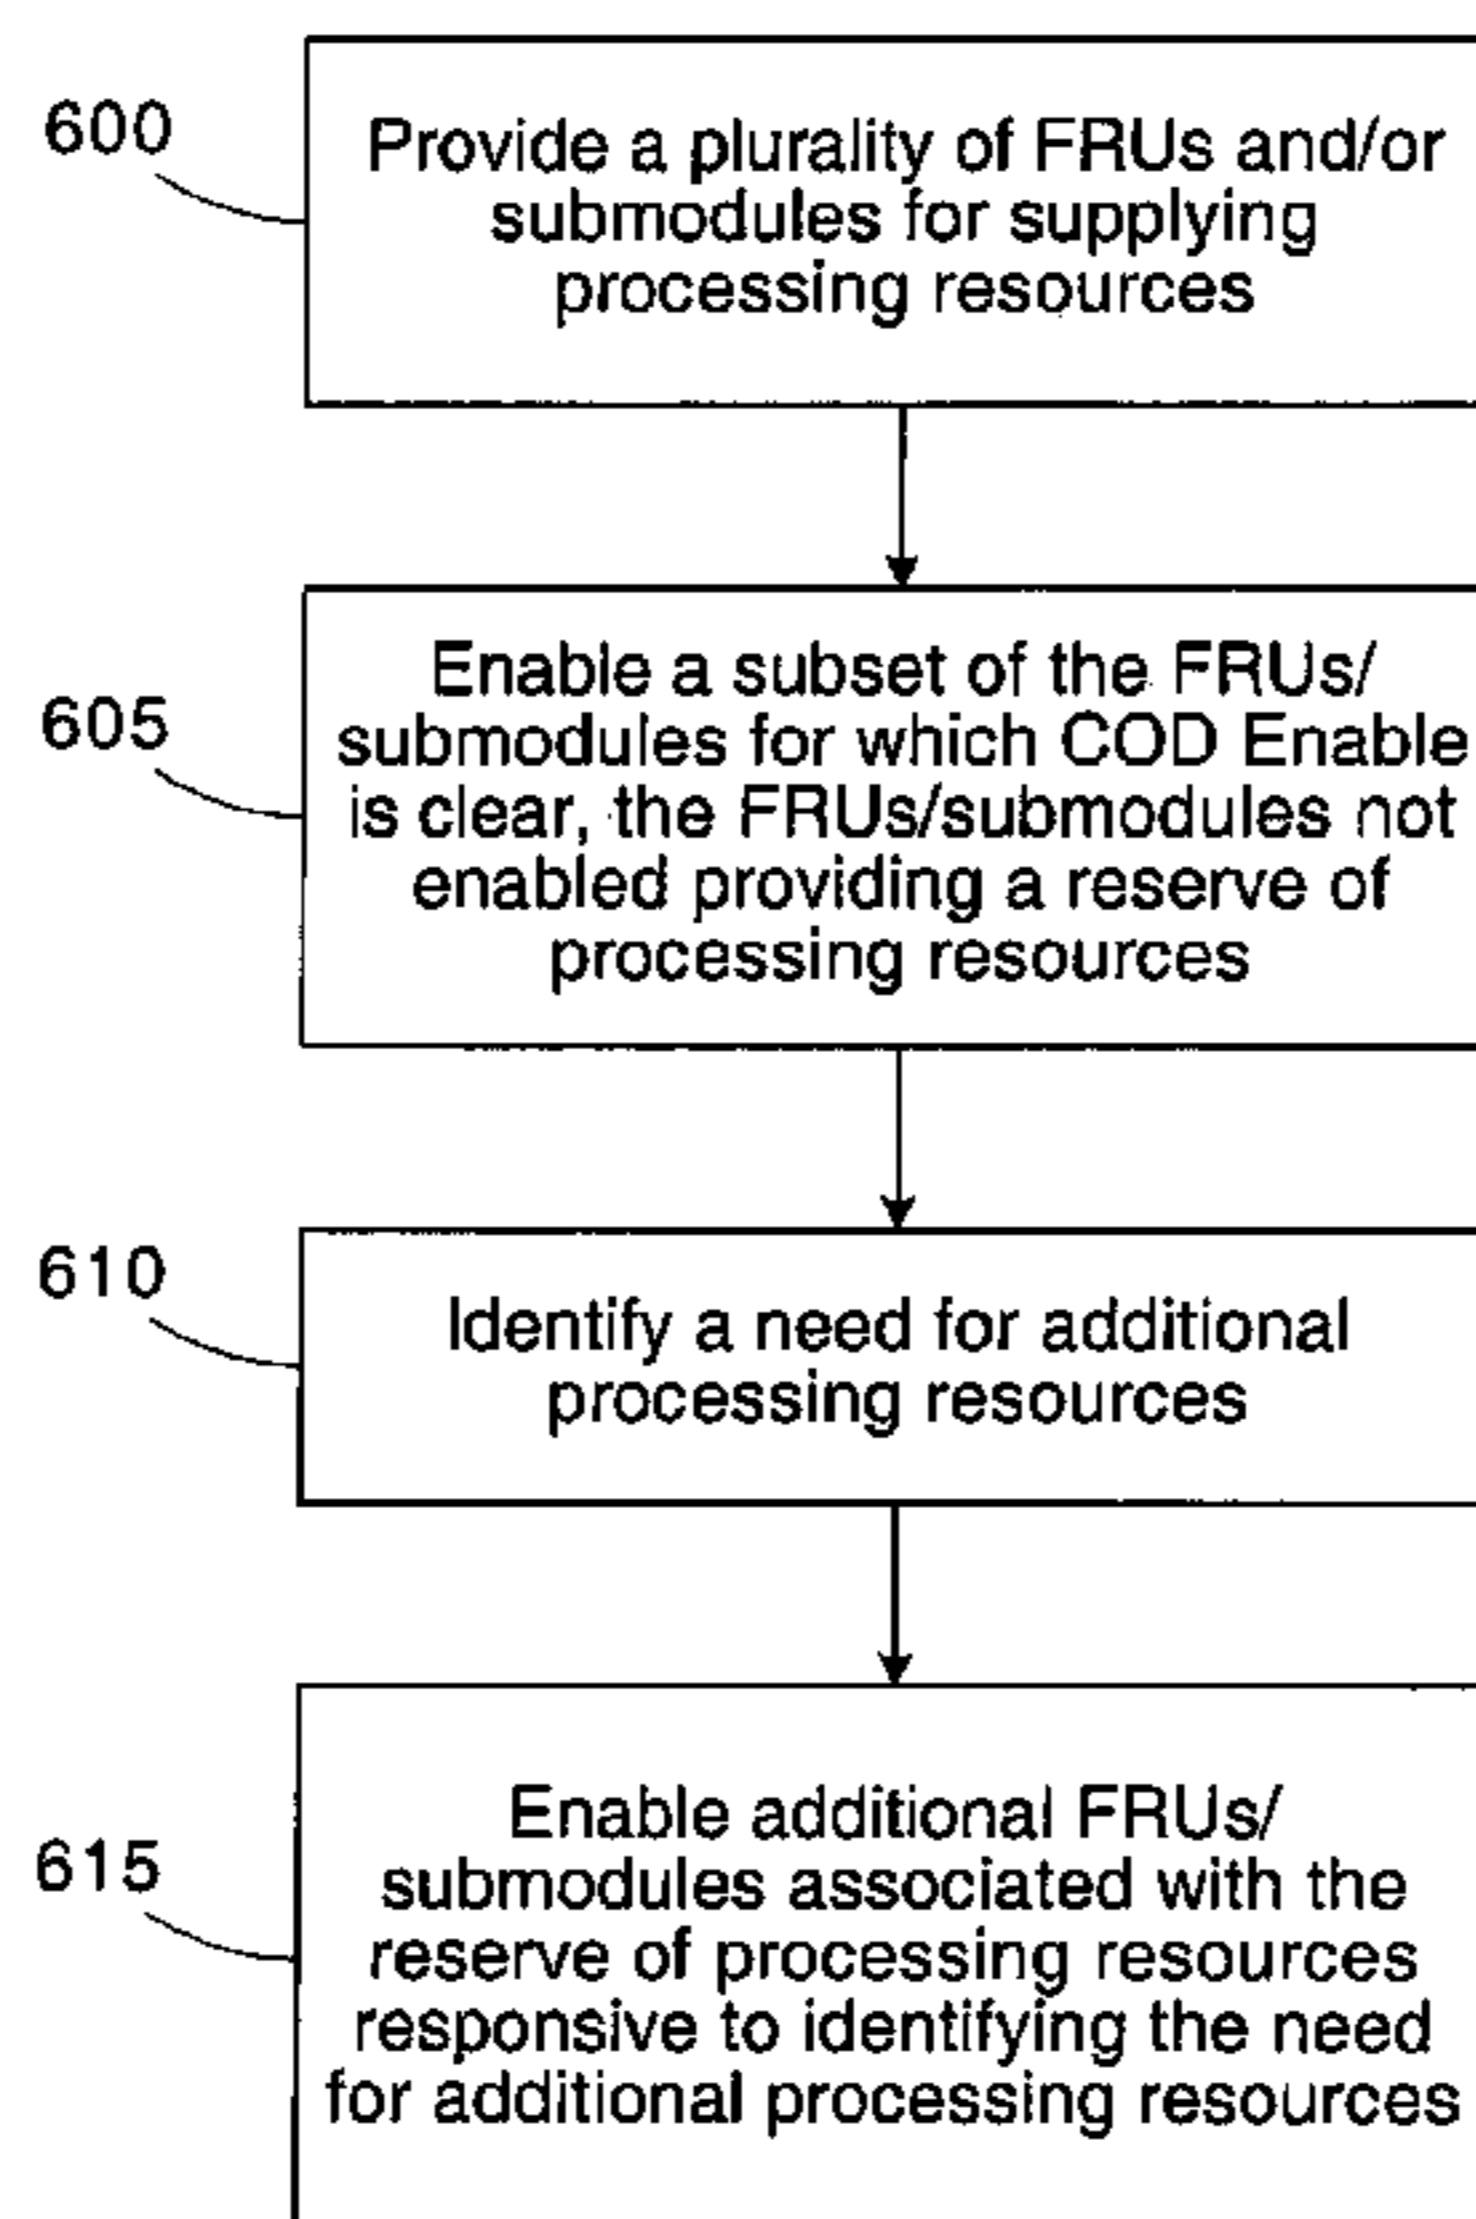 600
Provide a plurality of FRUs and/or
submodules for supplying
processing resources
605
Enable a subset of the FRUs/
submodules for which COD Enable
is clear, the FRUs/submodules not
enabled providing a reserve of
processing resources
610
Identify a need for additional
processing resources
615
Enable additional FRUs/
submodules associated with the
reserve of processing resources
responsive to identifying the need
for additional processing resources